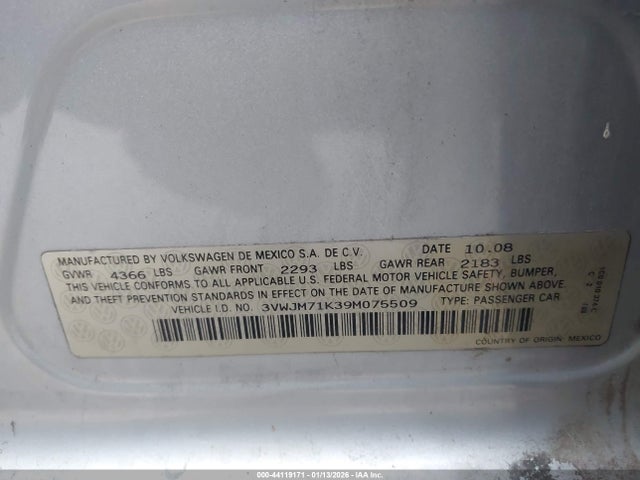 MANUFACTURED BY VOLKSWAGEN DE MEXICO S.A. DE C.V. DATE 10.08
GVWR 4366 LBS GAWR FRONT 2293 LBS GAWR REAR 2183 LBS
THIS VEHICLE CONFORMS TO ALL APPLICABLE U.S. FEDERAL MOTOR VEHICLE SAFETY, BUMPER,
AND THEFT PREVENTION STANDARDS IN EFFECT ON THE DATE OF MANUFACTURE SHOWN ABOVE.
VEHICLE I.D. NO. 3VWJM71K39M075509 TYPE: PASSENGER CAR
COUNTRY OF ORIGIN: MEXICO
000-44119171 - 01/13/2026 - IAAI.CA